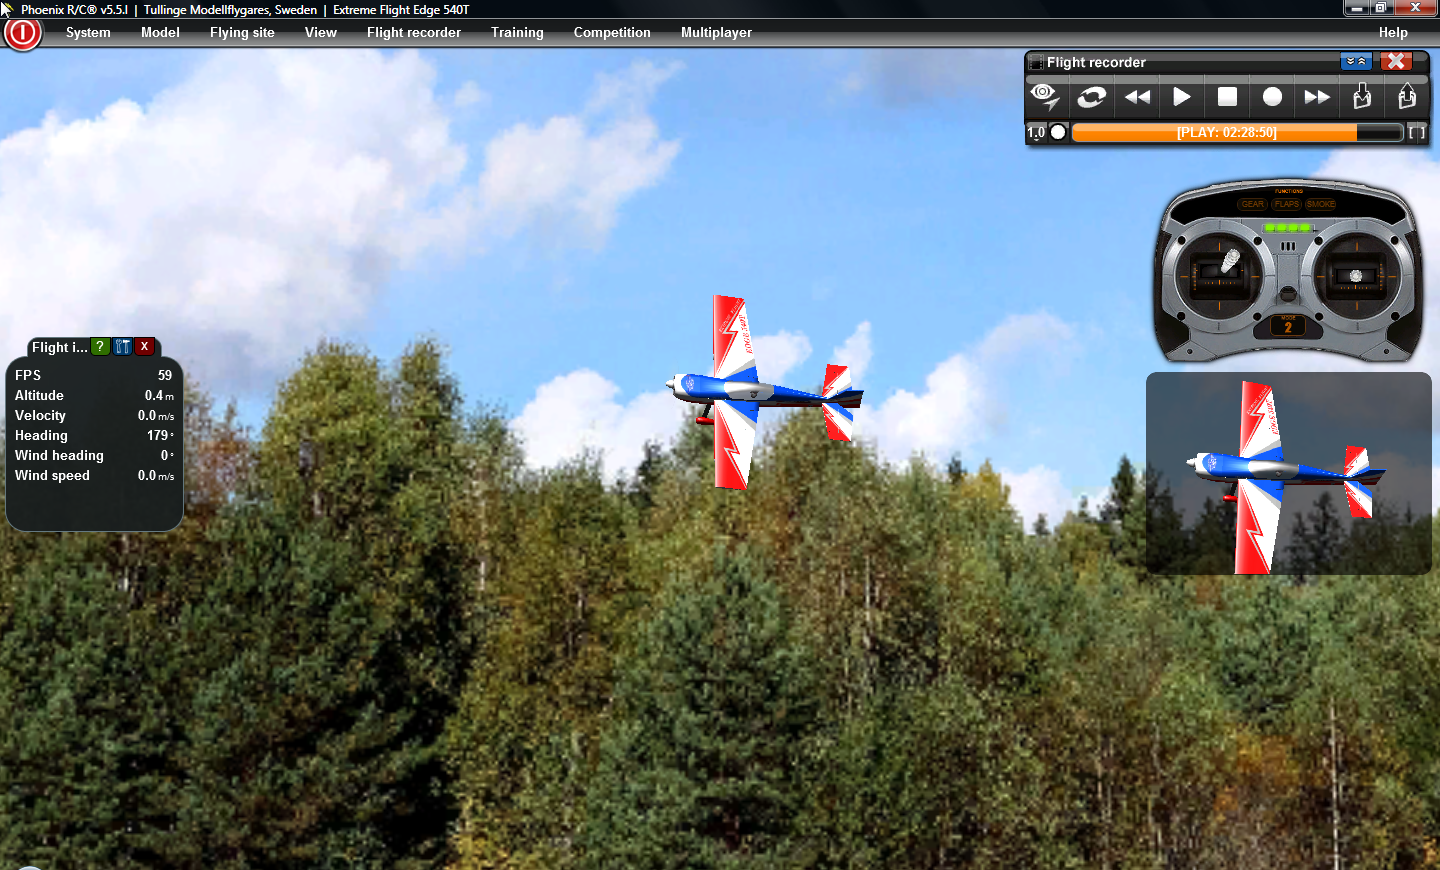 Phoenix R/C® v5.5.l | Tullinge Modellflygares, Sweden | Extreme Flight Edge 540T
System Model Flying site View Flight recorder Training Competition Multiplayer Help
Flight recorder
1.0 [PLAY: 02:28:50] [ ]
FUNCTIONS
GEAR FLAPS SMOKE
MODE
2
Flight i... ? X
FPS 59
Altitude 0.4 m
Velocity 0.0 m/s
Heading 179 °
Wind heading 0 °
Wind speed 0.0 m/s